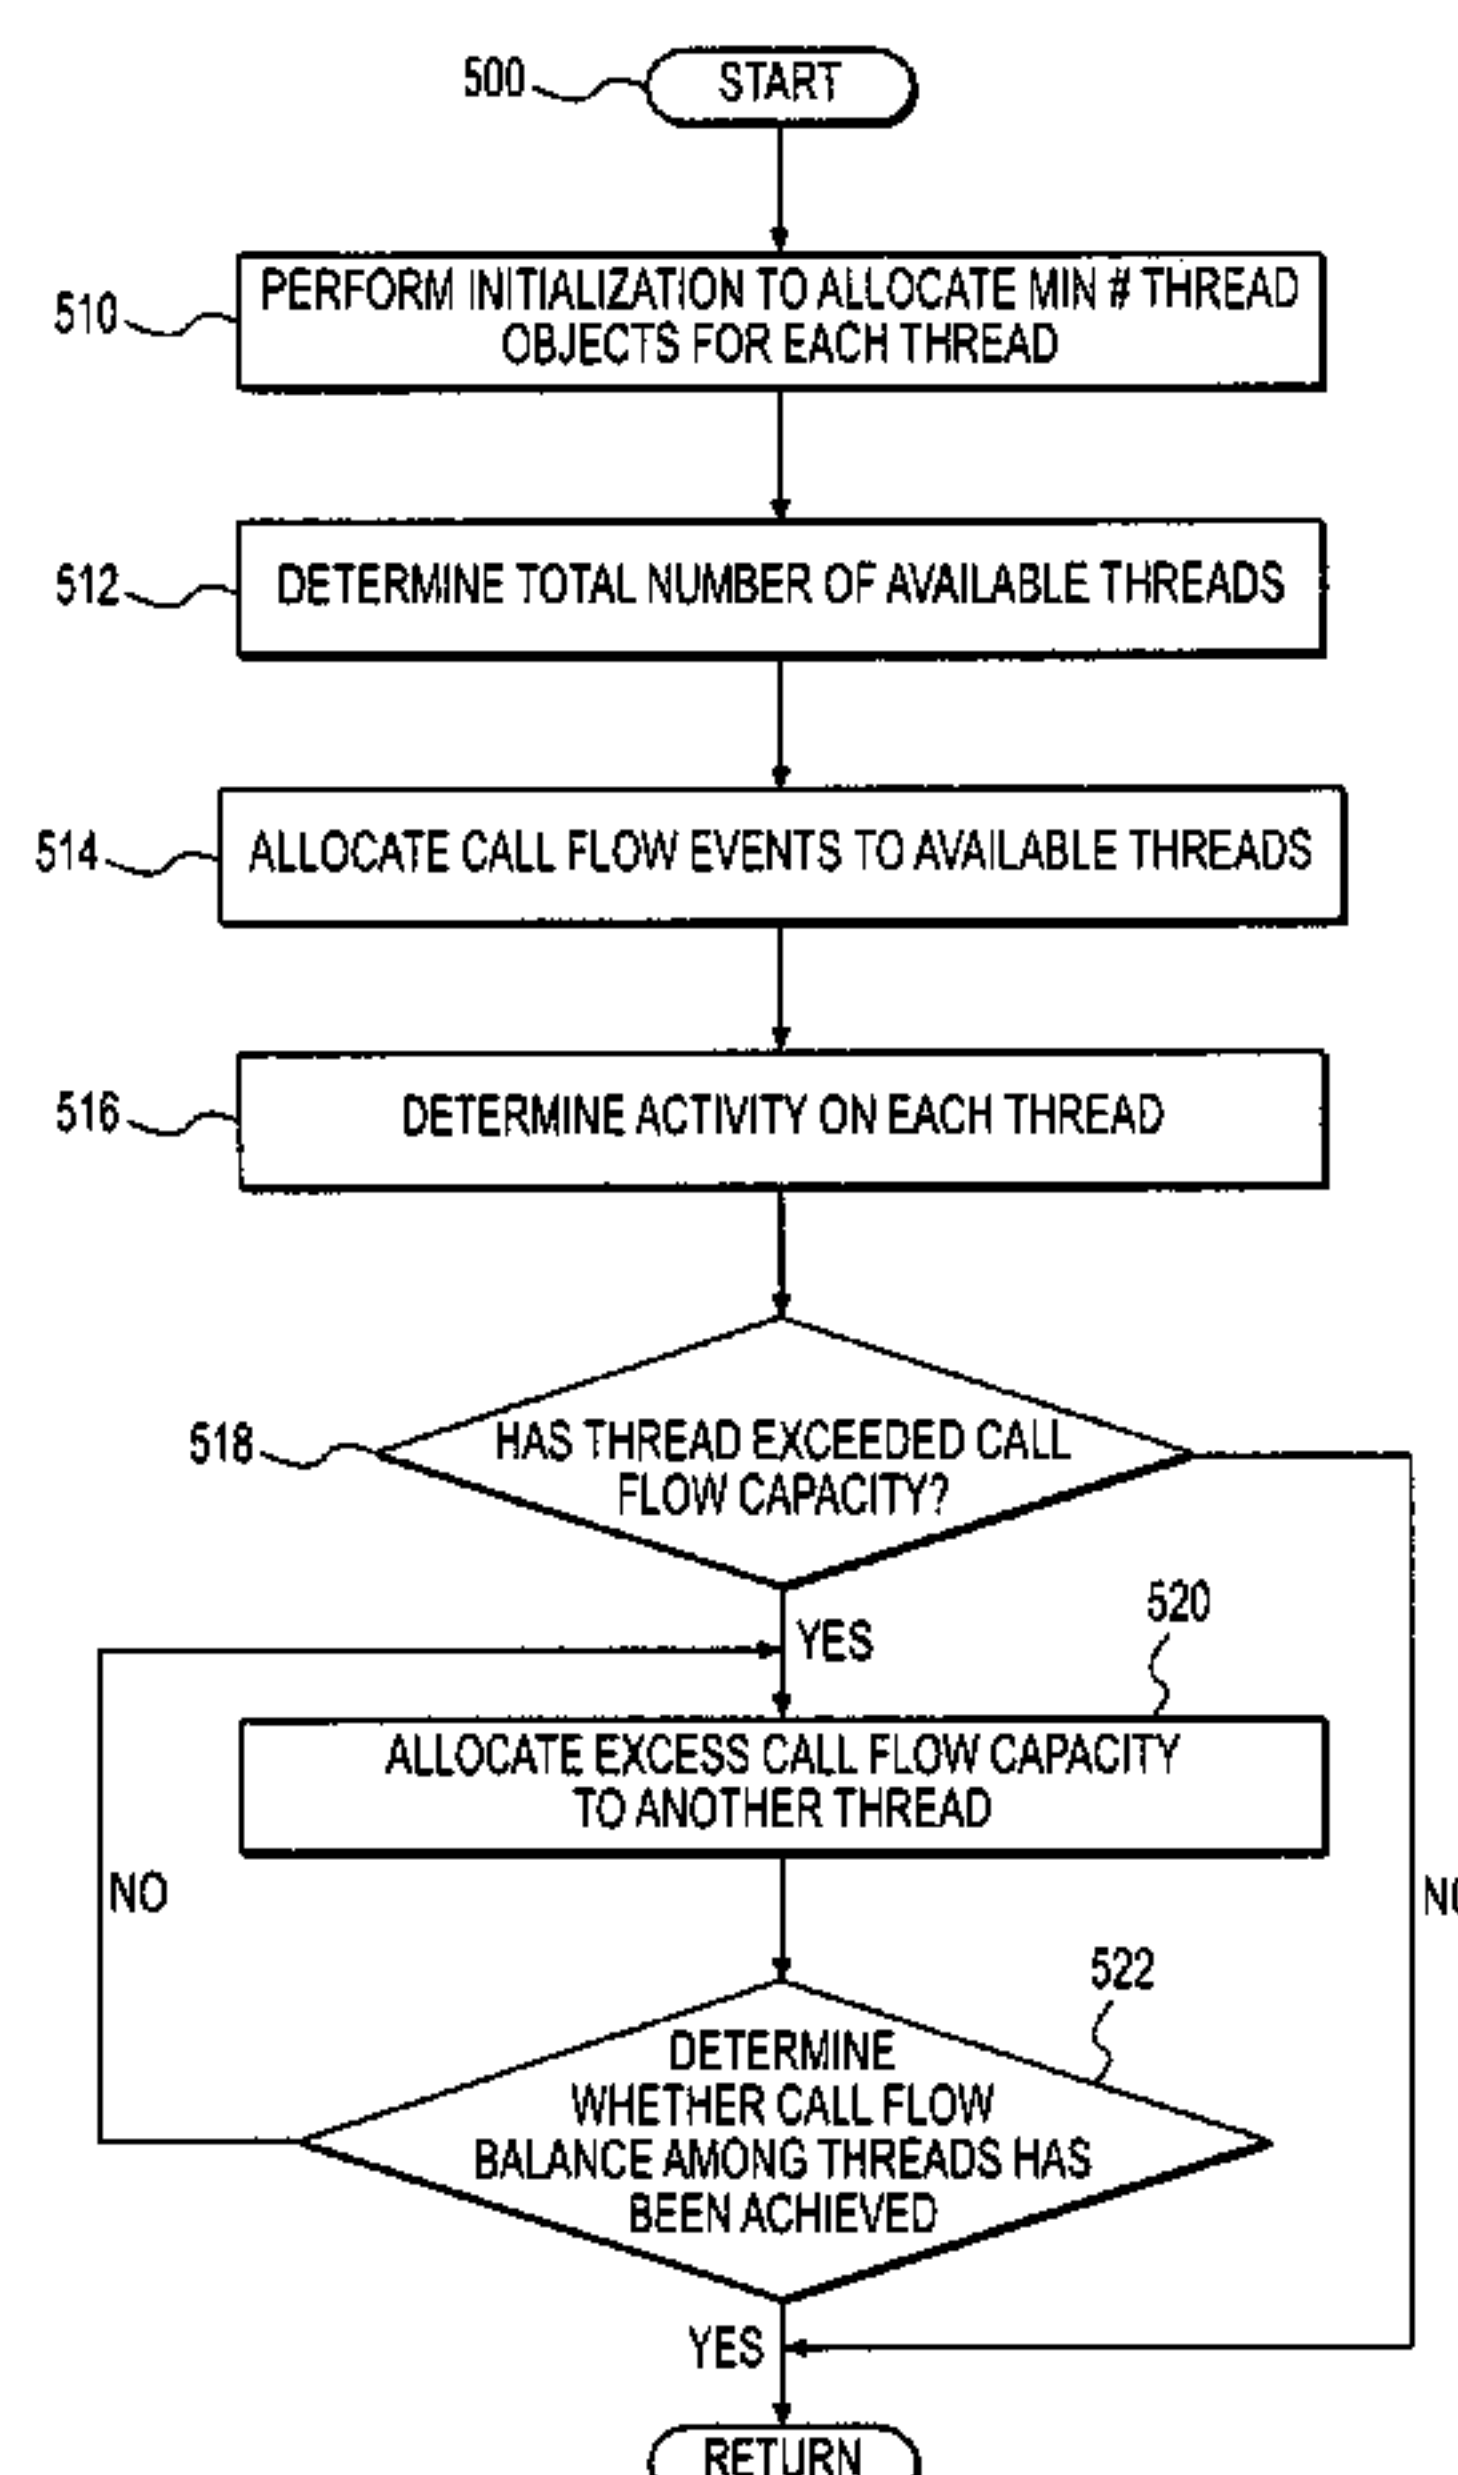 500
START
510
PERFORM INITIALIZATION TO ALLOCATE MIN # THREAD
OBJECTS FOR EACH THREAD
512
DETERMINE TOTAL NUMBER OF AVAILABLE THREADS
514
ALLOCATE CALL FLOW EVENTS TO AVAILABLE THREADS
516
DETERMINE ACTIVITY ON EACH THREAD
518
HAS THREAD EXCEEDED CALL
FLOW CAPACITY?
520
YES
ALLOCATE EXCESS CALL FLOW CAPACITY
TO ANOTHER THREAD
NO
NO
522
DETERMINE
WHETHER CALL FLOW
BALANCE AMONG THREADS HAS
BEEN ACHIEVED
YES
RETURN